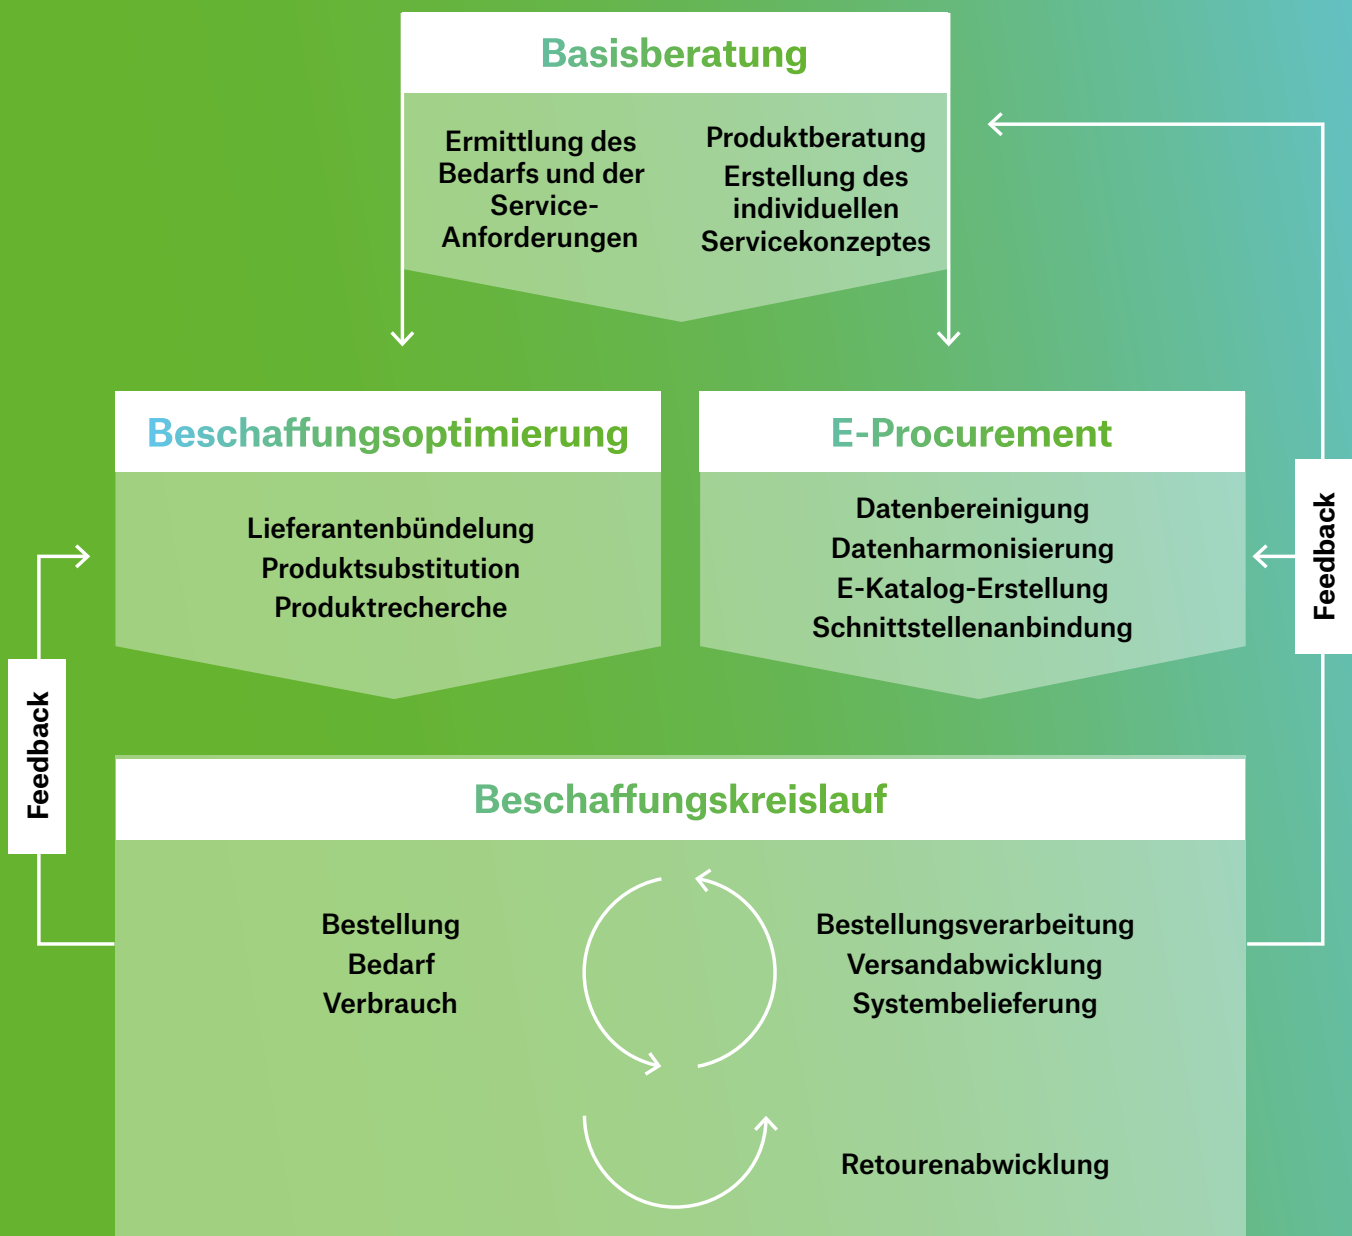 Basisberatung
Ermittlung des
Bedarfs und der
Service-
Anforderungen
Produktberatung
Erstellung des
individuellen
Servicekonzeptes
Beschaffungsoptimierung
Lieferantenbündelung
Produktsubstitution
Produktrecherche
E-Procurement
Datenbereinigung
Datenharmonisierung
E-Katalog-Erstellung
Schnittstellenanbindung
Feedback
Feedback
Beschaffungskreislauf
Bestellung
Bedarf
Verbrauch
Bestellungsverarbeitung
Versandabwicklung
Systembelieferung
Retourenabwicklung